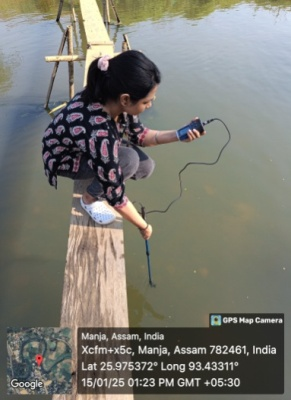 GPS Map Camera
Manja, Assam, India
Xcfm+x5c, Manja, Assam 782461, India
Lat 25.975372° Long 93.43311°
15/01/25 01:23 PM GMT +05:30
Google